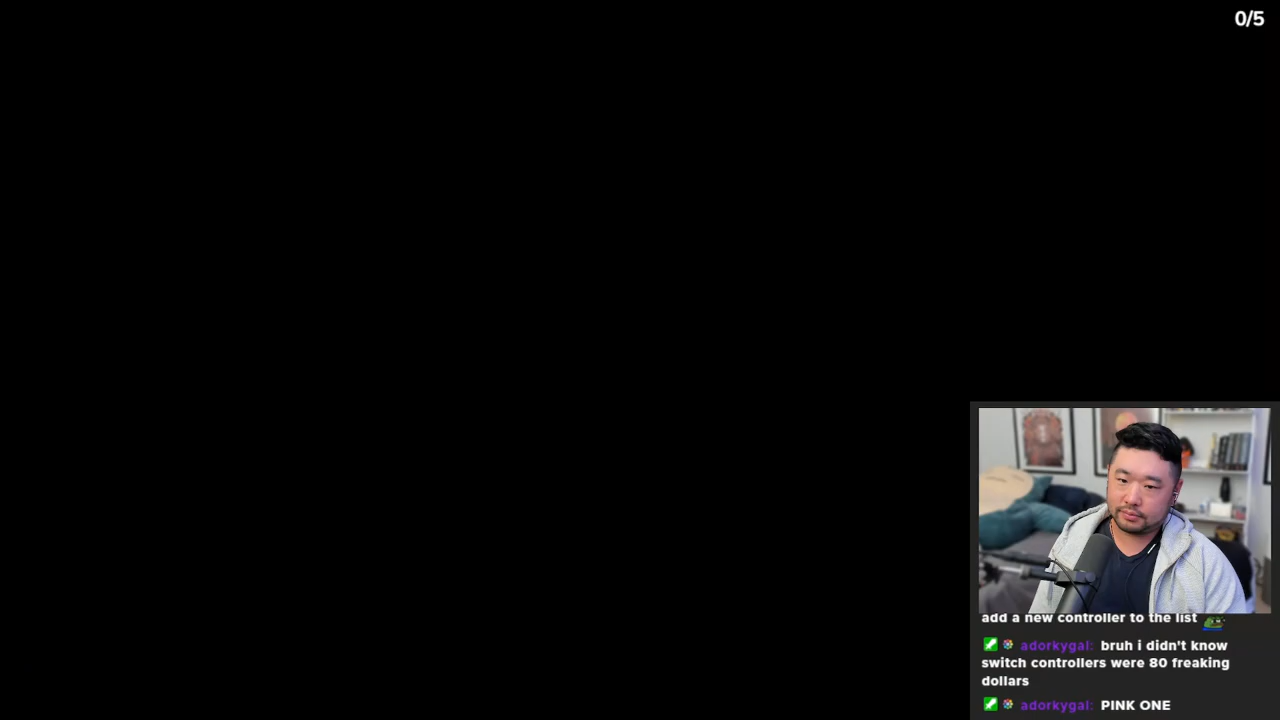 0/5
add a new controller to the list
adorkygal: bruh i didn't know
switch controllers were 80 freaking
dollars
adorkygal: PINK ONE